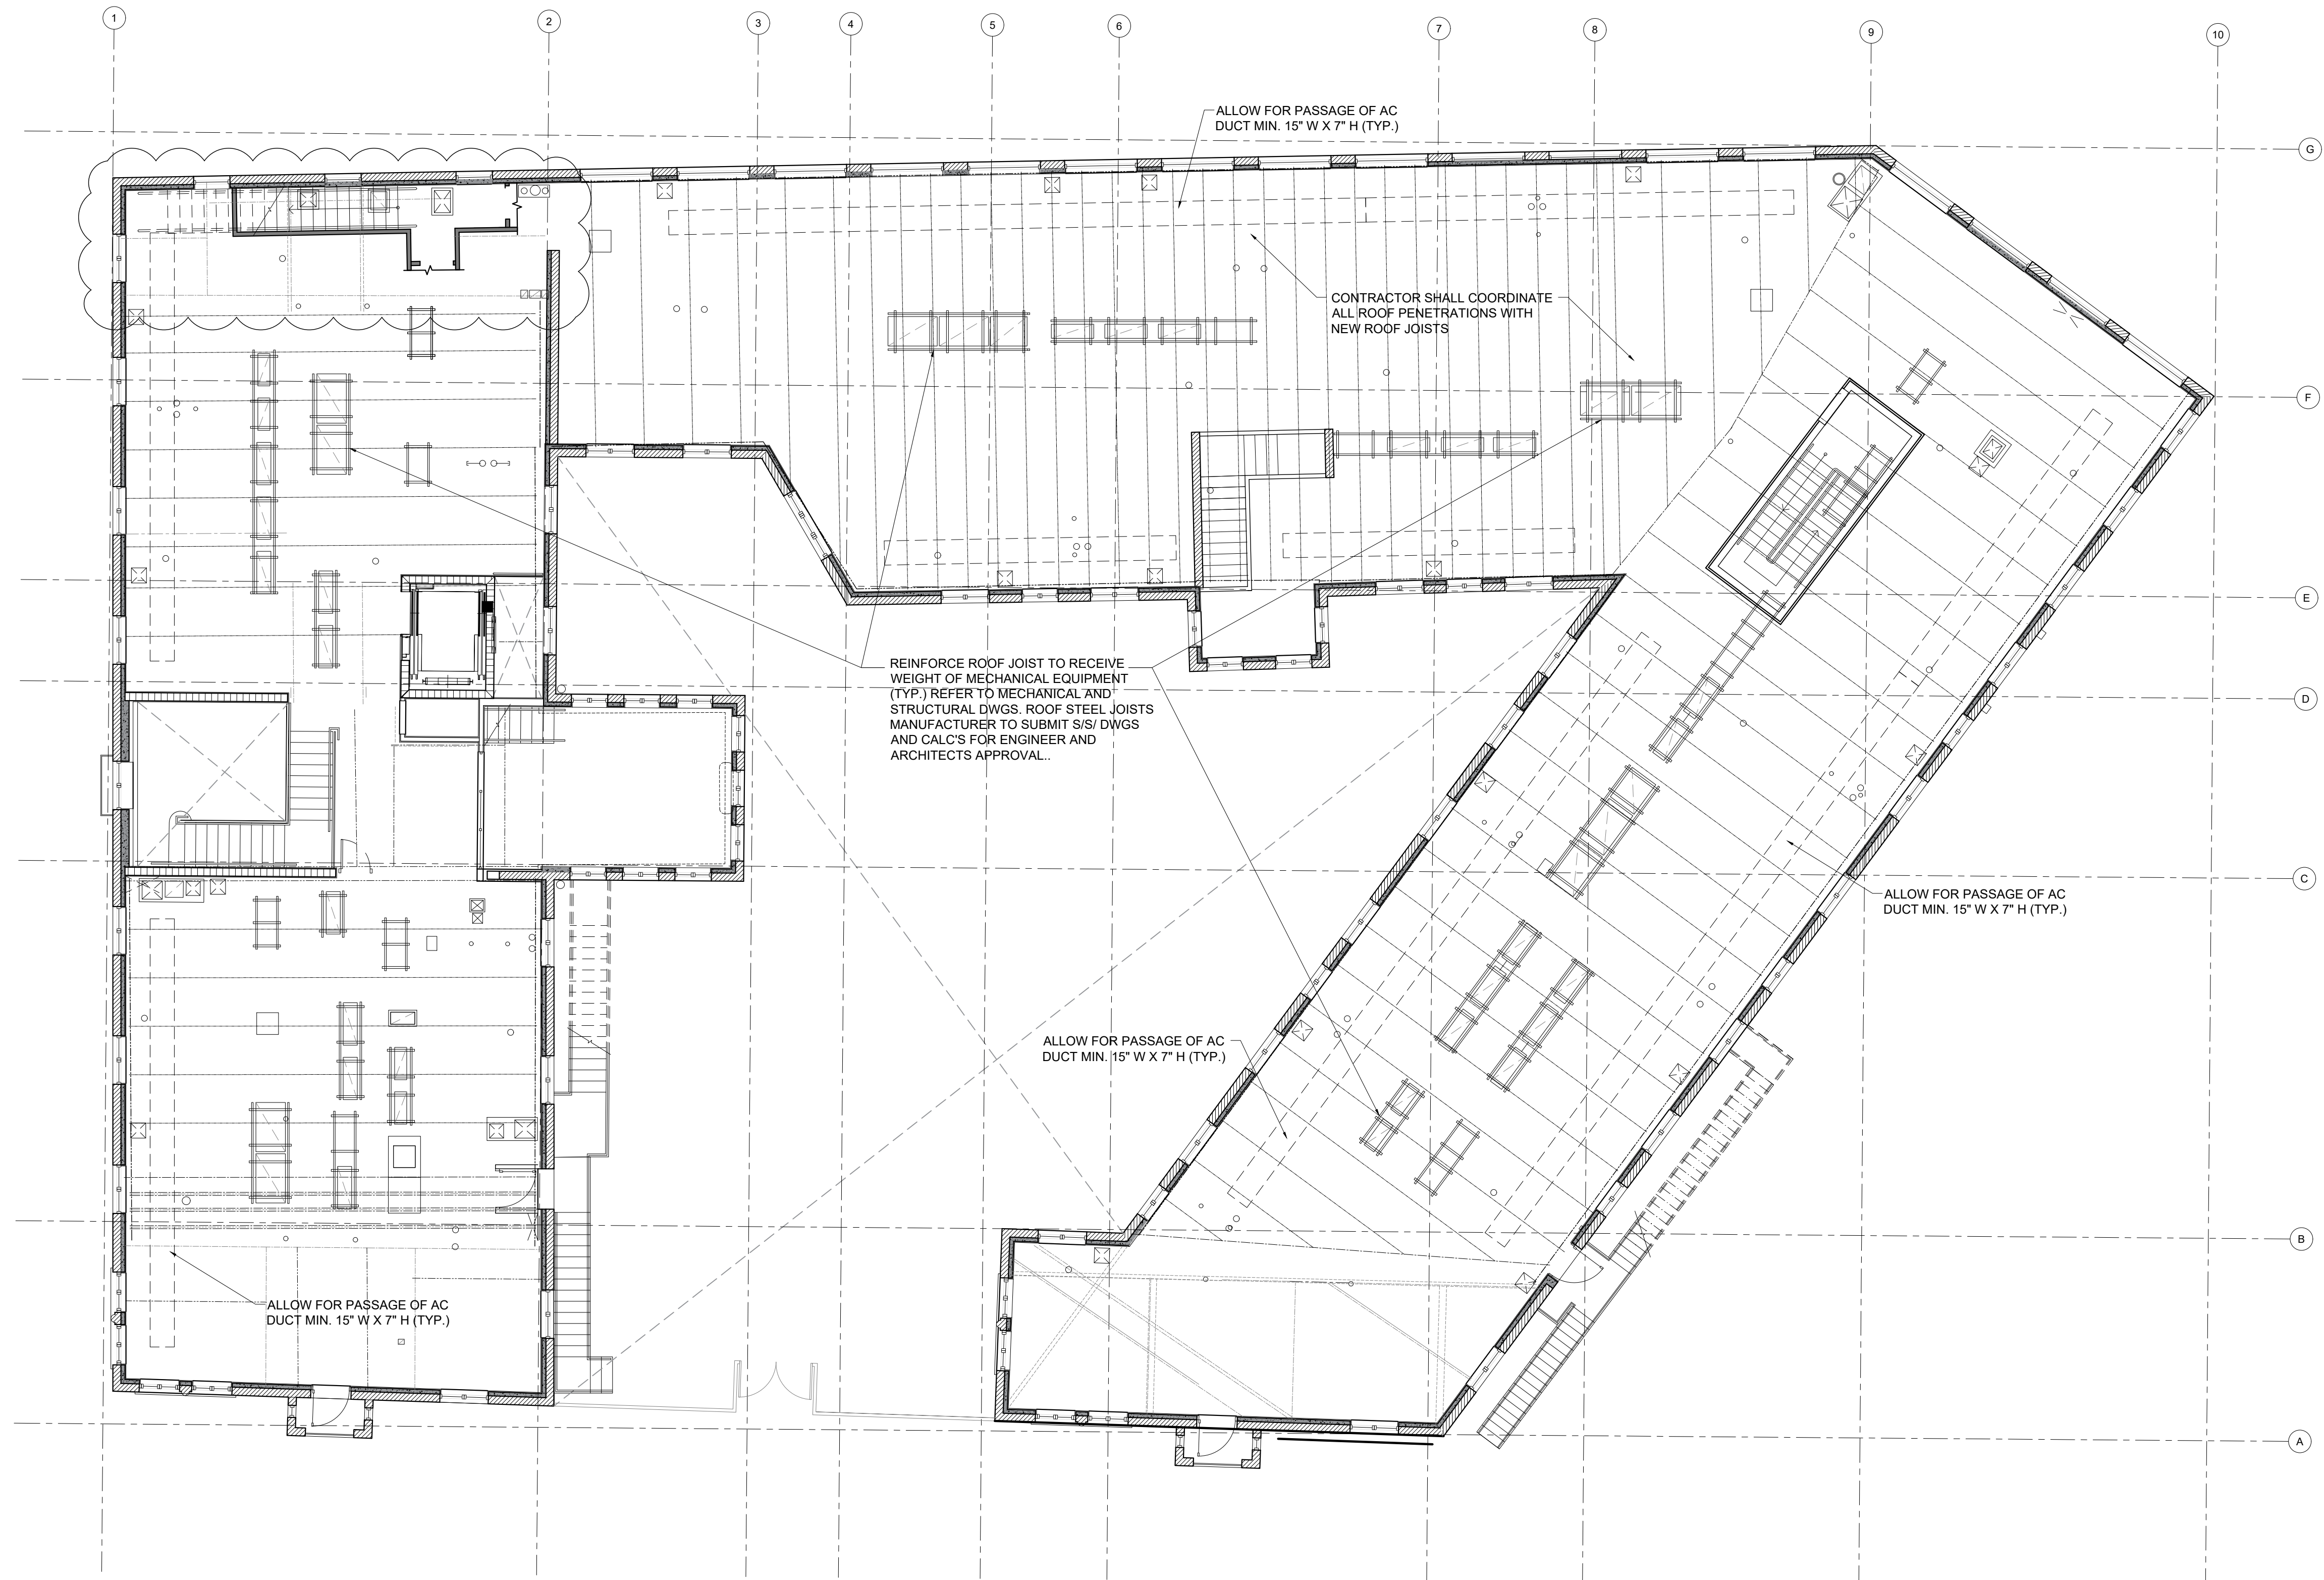 1
2
3
4
5
6
7
8
9
10
ALLOW FOR PASSAGE OF AC
DUCT MIN. 15" W X 7" H (TYP.)
G
CONTRACTOR SHALL COORDINATE
ALL ROOF PENETRATIONS WITH
NEW ROOF JOISTS
F
E
REINFORCE ROOF JOIST TO RECEIVE
WEIGHT OF MECHANICAL EQUIPMENT
(TYP.) REFER TO MECHANICAL AND
STRUCTURAL DWGS. ROOF STEEL JOISTS
MANUFACTURER TO SUBMIT S/S/ DWGS
AND CALC'S FOR ENGINEER AND
ARCHITECTS APPROVAL..
D
C
ALLOW FOR PASSAGE OF AC
DUCT MIN. 15" W X 7" H (TYP.)
ALLOW FOR PASSAGE OF AC
DUCT MIN. 15" W X 7" H (TYP.)
B
ALLOW FOR PASSAGE OF AC
DUCT MIN. 15" W X 7" H (TYP.)
A